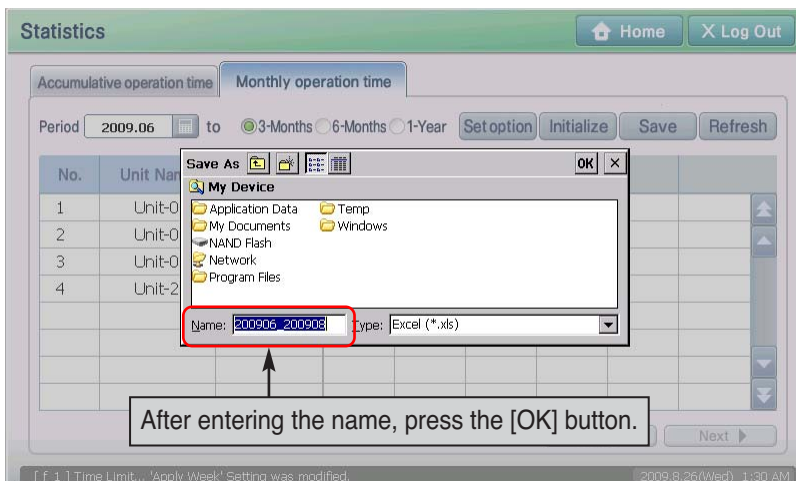 Statistics
Home
X Log Out
Accumulative operation time
Monthly operation time
Period 2009.06 to 3-Months 6-Months 1-Year Set option Initialize Save Refresh
No. Unit Nar
Save As OK ×
My Device
Application Data Temp
My Documents Windows
NAND Flash
Network
Program Files
Name: 200906_200908 Type: Excel (*.xls)
1 Unit-0
2 Unit-0
3 Unit-0
4 Unit-2
After entering the name, press the [OK] button.
Next
[ f 1 ] Time Limit... 'Apply Week' Setting was modified.
2009.8.26(Wed) 1:30 AM